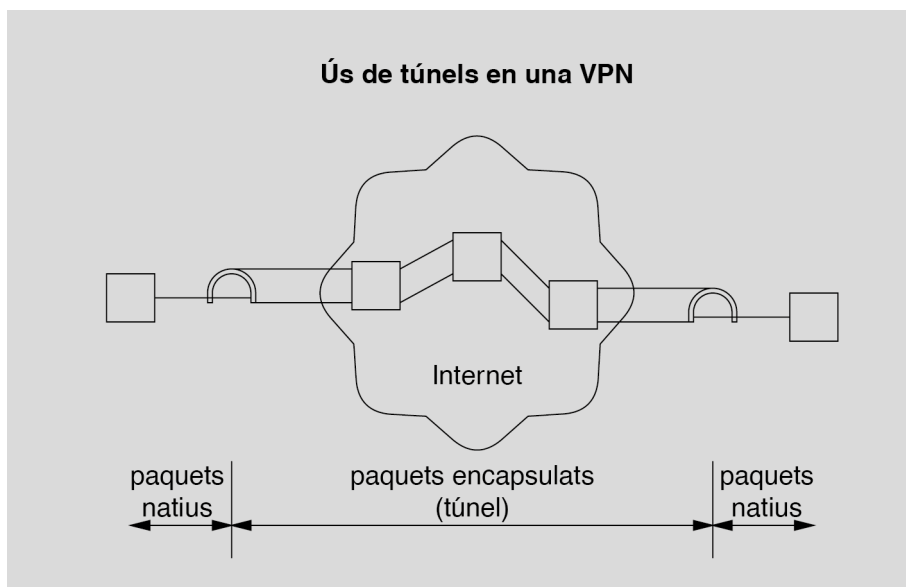 Ús de túnels en una VPN
Internet
paquets
natius
paquets encapsulats
(túnel)
paquets
natius